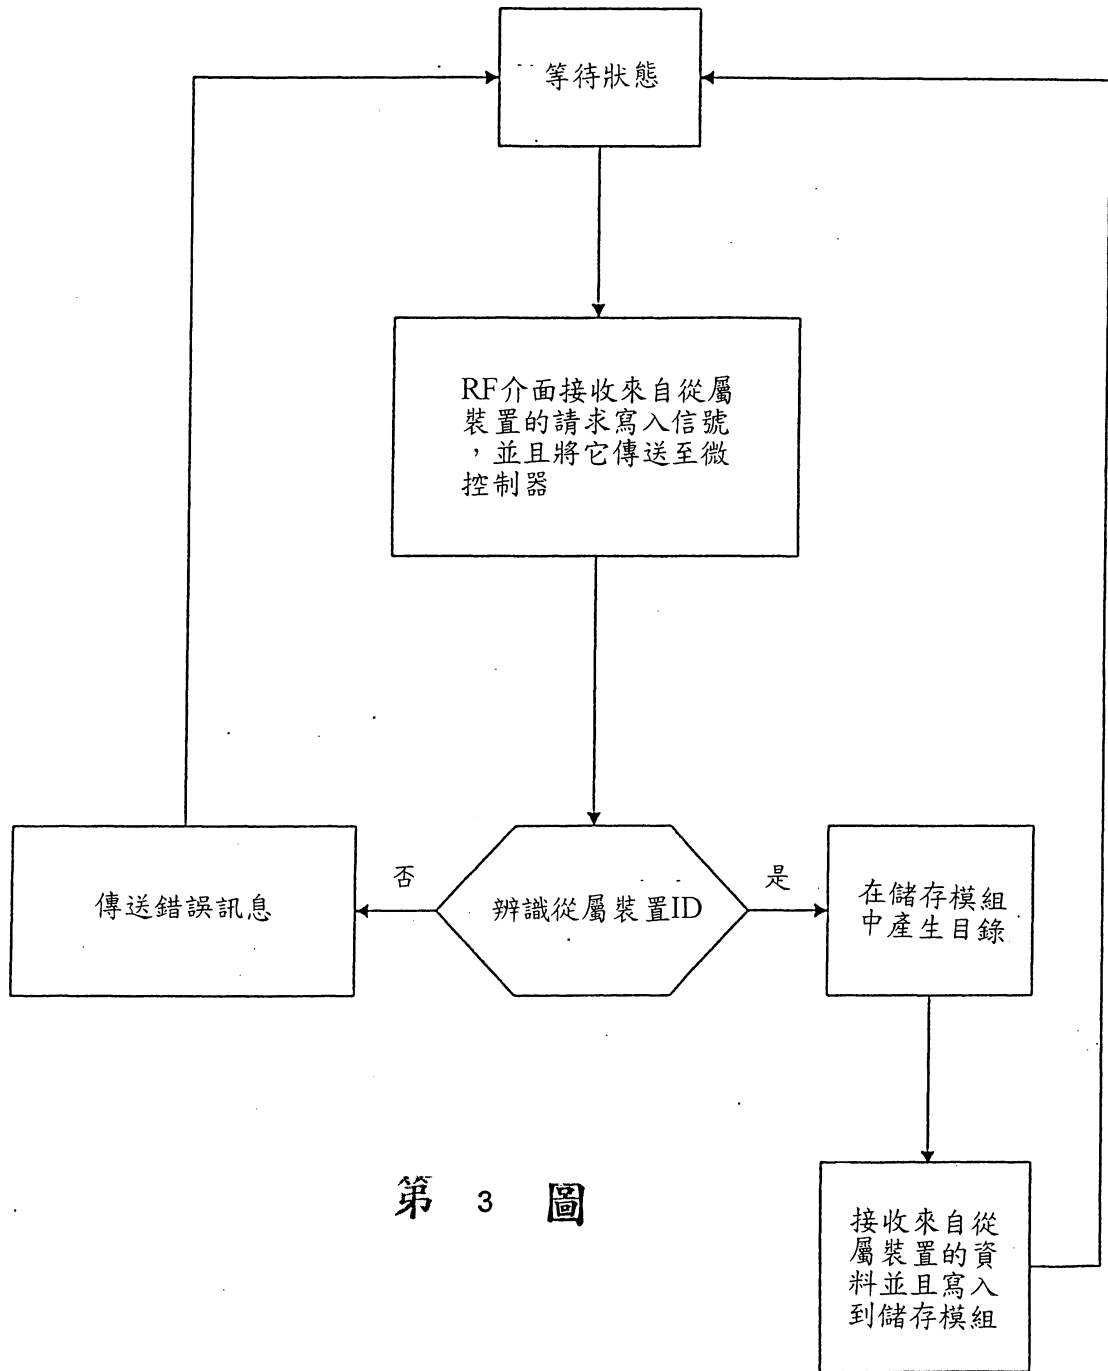 等待狀態
RF介面接收來自從屬
裝置的請求寫入信號
，並且將它傳送至微
控制器
否
是
傳送錯誤訊息
辨識從屬裝置ID
在儲存模組
中產生目錄
第 3 圖
接收來自從
屬裝置的資
料並且寫入
到儲存模組